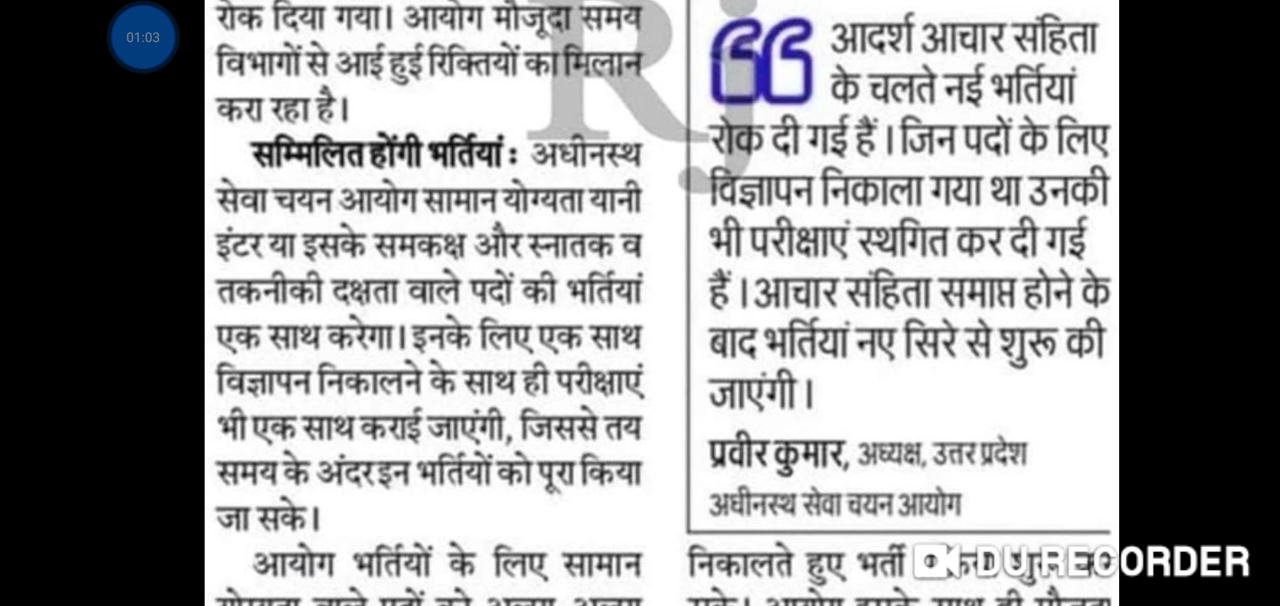 01:03
रोक दिया गया। आयोग मौजूदा समय
विभागों से आई हुई रिक्तियों का मिलान
करा रहा है।
सम्मिलित होंगी भर्तियां : अधीनस्थ
सेवा चयन आयोग सामान योग्यता यानी
इंटर या इसके समकक्ष और स्नातक व
तकनीकी दक्षता वाले पदों की भर्तियां
एक साथ करेगा। इनके लिए एक साथ
विज्ञापन निकालने के साथ ही परीक्षाएं
भी एक साथ कराई जाएंगी, जिससे तय
समय के अंदर इन भर्तियों को पूरा किया
जा सके।
आयोग भर्तियों के लिए सामान
Rj
आदर्श आचार संहिता
के चलते नई भर्तियां
रोक दी गई हैं। जिन पदों के लिए
विज्ञापन निकाला गया था उनकी
भी परीक्षाएं स्थगित कर दी गई
हैं। आचार संहिता समाप्त होने के
बाद भर्तियां नए सिरे से शुरू की
जाएंगी।
प्रवीर कुमार, अध्यक्ष, उत्तर प्रदेश
अधीनस्थ सेवा चयन आयोग
निकालते हुए भर्ती
DU RECORDER